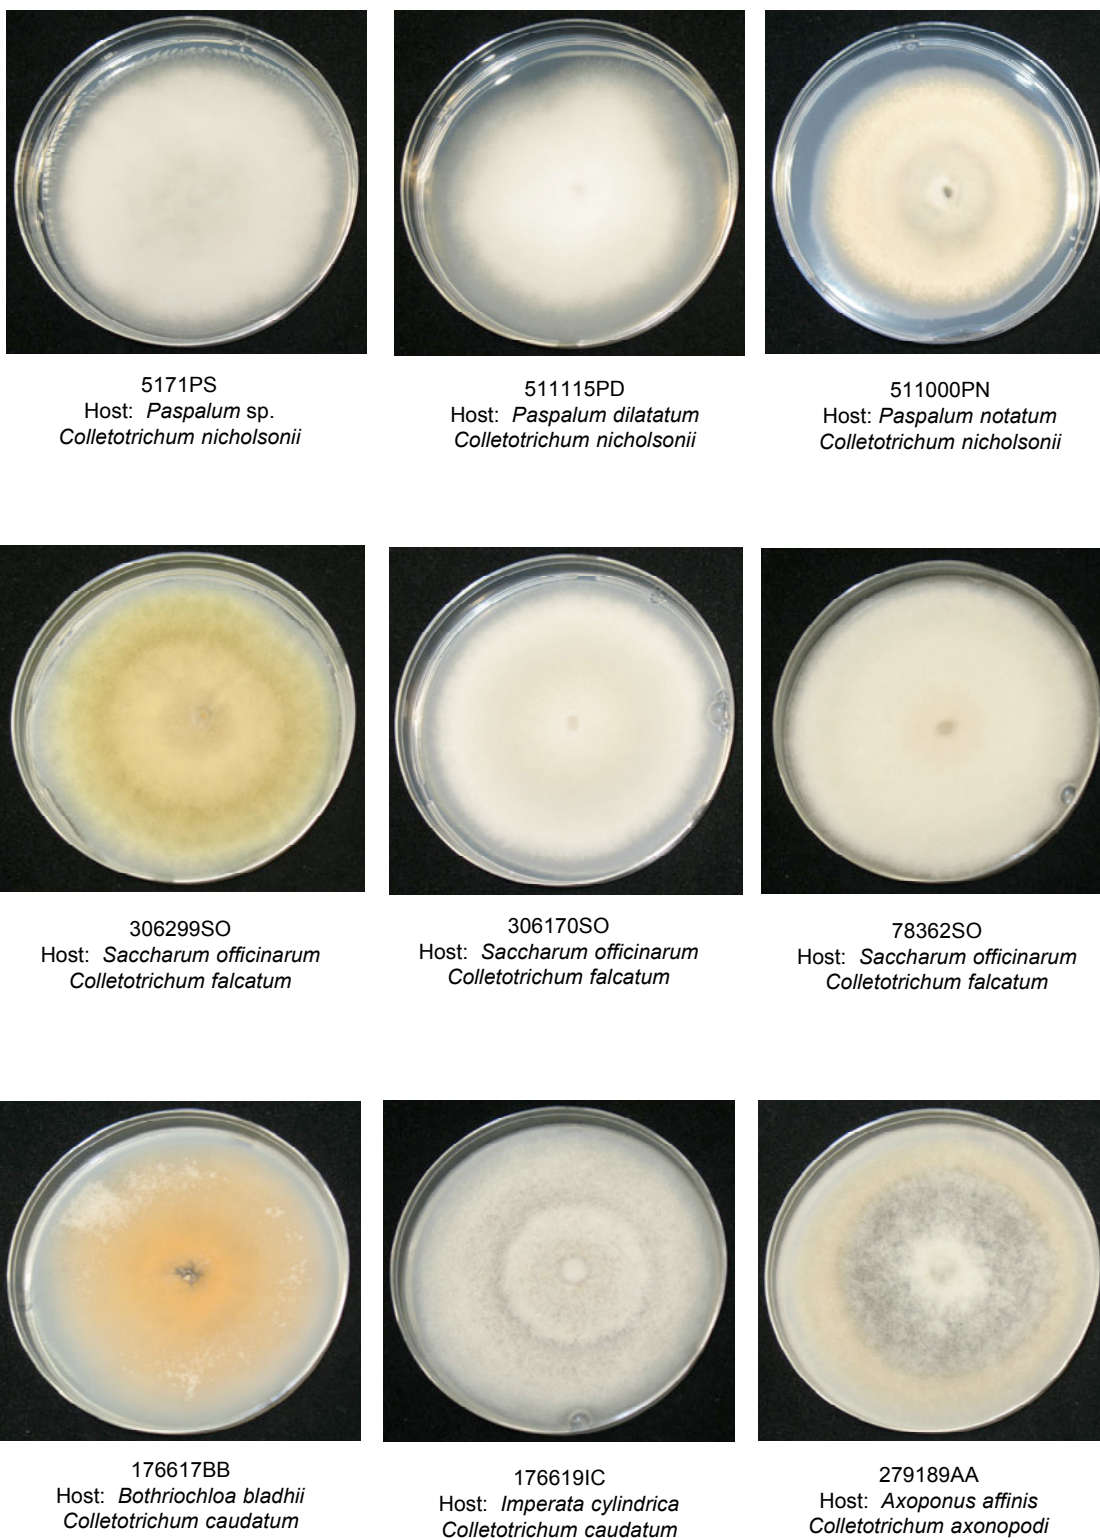 5171PS
Host: Paspalum sp.
Colletotrichum nicholsonii
511115PD
Host: Paspalum dilatatum
Colletotrichum nicholsonii
511000PN
Host: Paspalum notatum
Colletotrichum nicholsonii
306299SO
Host: Saccharum officinarum
Colletotrichum falcatum
306170SO
Host: Saccharum officinarum
Colletotrichum falcatum
78362SO
Host: Saccharum officinarum
Colletotrichum falcatum
176617BB
Host: Bothriochloa bladhii
Colletotrichum caudatum
176619IC
Host: Imperata cylindrica
Colletotrichum caudatum
279189AA
Host: Axoponus affinis
Colletotrichum axonopodi